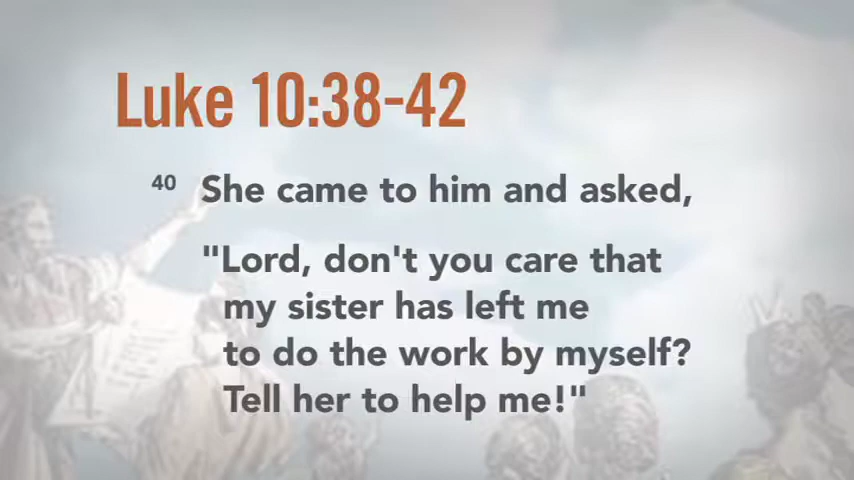 Luke 10:38-42
40 She came to him and asked,
"Lord, don't you care that
my sister has left me
to do the work by myself?
Tell her to help me!"